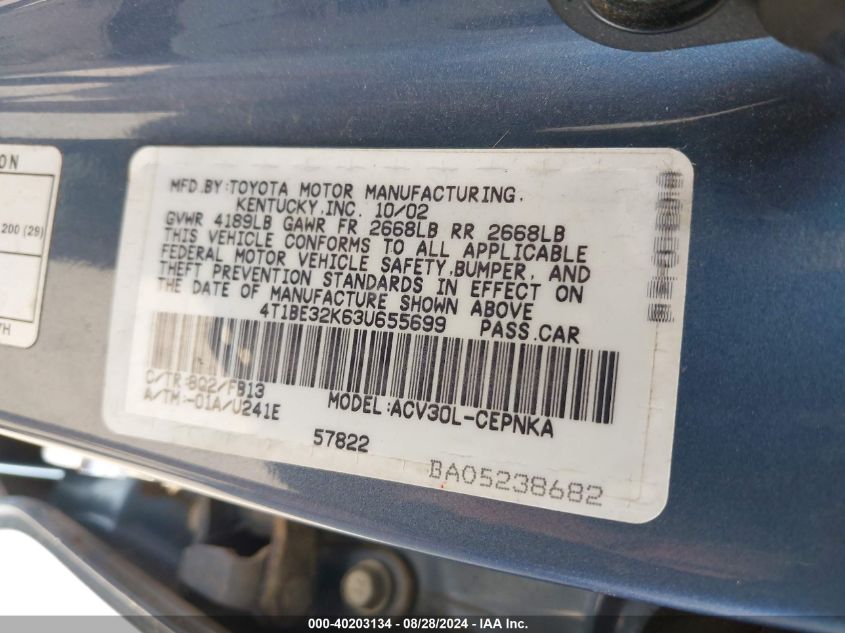 ON
200 (29)
/H
MFD.BY:TOYOTA MOTOR MANUFACTURING,
KENTUCKY,INC. 10/02
GVWR 4189LB GAWR FR 2668LB RR 2668LB
THIS VEHICLE CONFORMS TO ALL APPLICABLE
FEDERAL MOTOR VEHICLE SAFETY,BUMPER, AND
THEFT PREVENTION STANDARDS IN EFFECT ON
THE DATE OF MANUFACTURE SHOWN ABOVE
4T1BE32K63U655699 PASS.CAR
C/TR:8Q2/FB13
A/TM:-01A/U241E MODEL:ACV30L-CEPNKA
57822
BA05238682
000-40203134 - 08/28/2024 - IAA Inc.